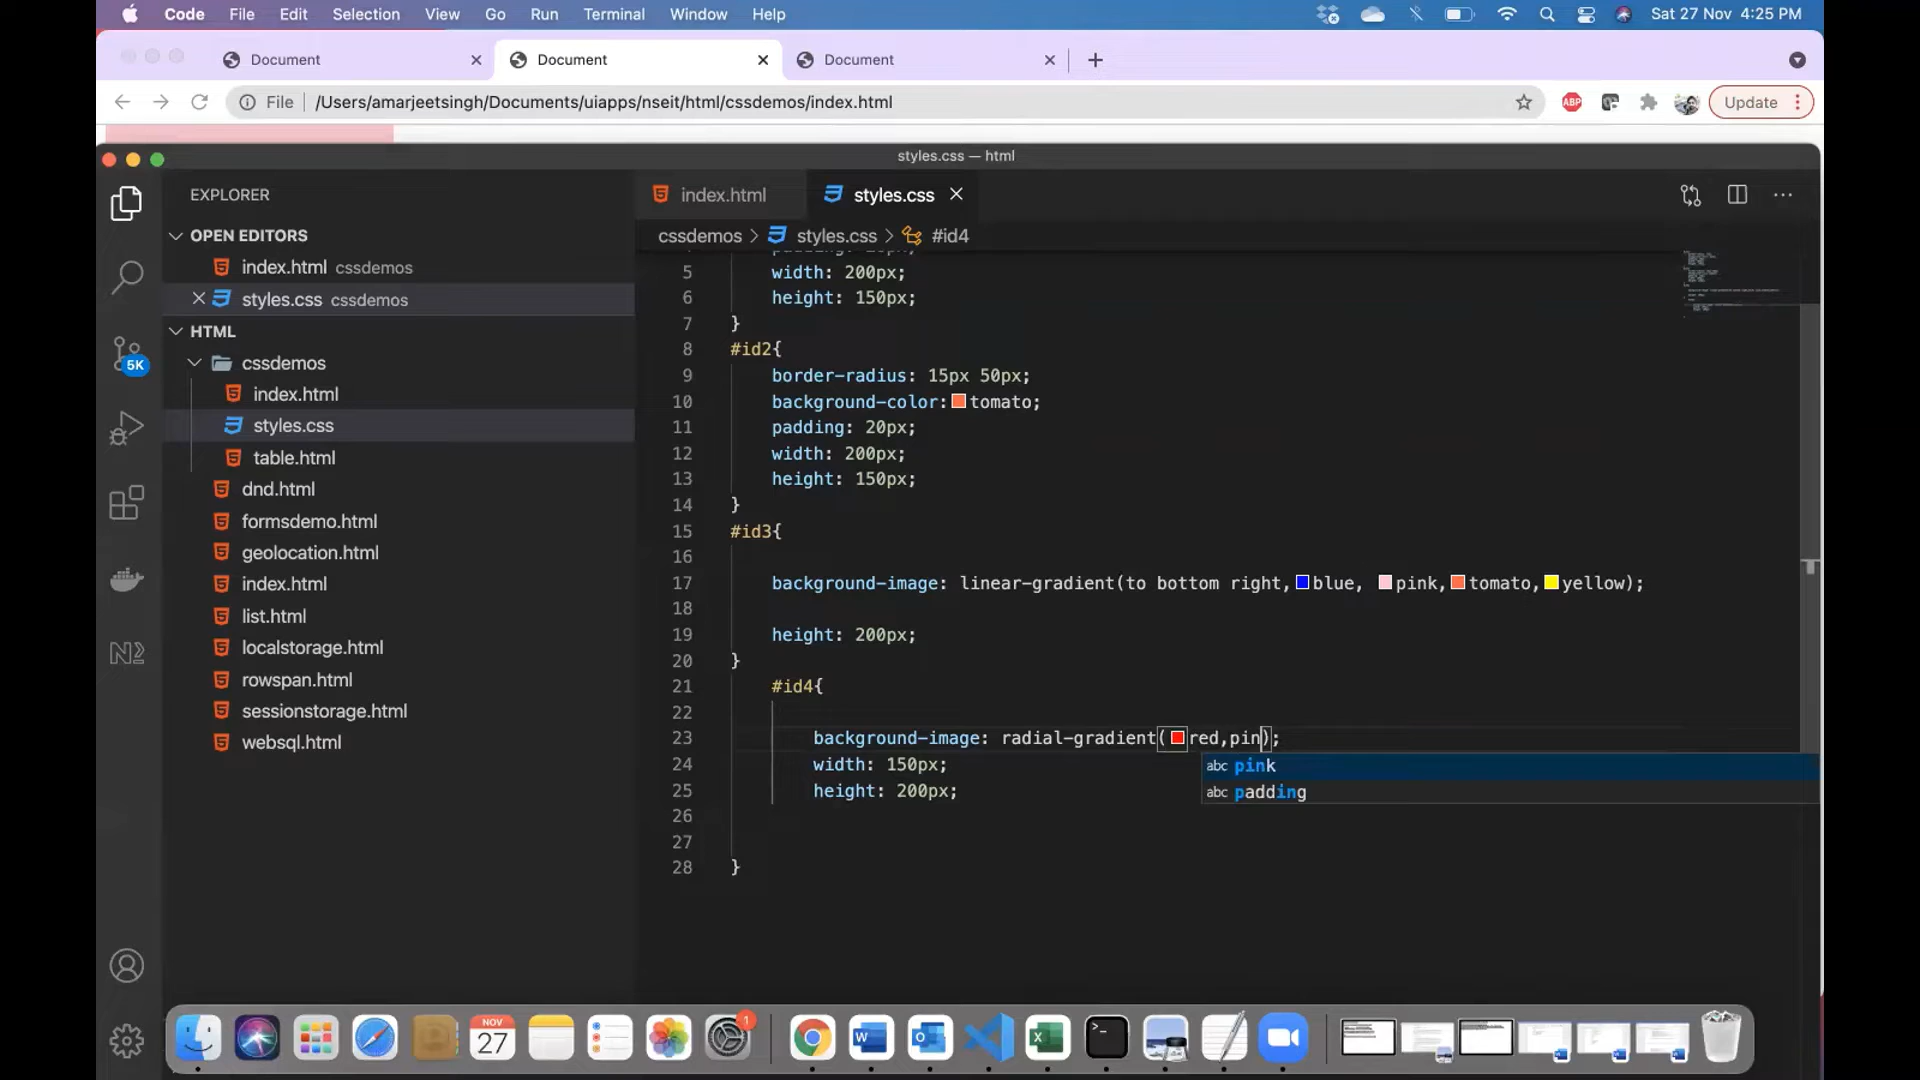 Code File Edit Selection View Go Run Terminal Window Help Sat 27 Nov 4:25 PM
Document Document Document
File /Users/amarjeetsingh/Documents/uiapps/nseit/html/cssdemos/index.html ABP Update
styles.css — html
EXPLORER
index.html styles.css
OPEN EDITORS
cssdemos styles.css #id4
index.html cssdemos
styles.css cssdemos
HTML
cssdemos
index.html
styles.css
table.html
dnd.html
formsdemo.html
geolocation.html
index.html
list.html
localstorage.html
rowspan.html
sessionstorage.html
websql.html
5K
5 width: 200px;
6 height: 150px;
7 }
8 #id2{
9 border-radius: 15px 50px;
10 background-color: tomato;
11 padding: 20px;
12 width: 200px;
13 height: 150px;
14 }
15 #id3{
16
17 background-image: linear-gradient(to bottom right, blue, pink, tomato, yellow);
18
19 height: 200px;
20 }
21 #id4{
22
23 background-image: radial-gradient( red,pin);
24 width: 150px;
25 height: 200px;
26
27
28 }
abc pink
abc padding
NOV
27
1